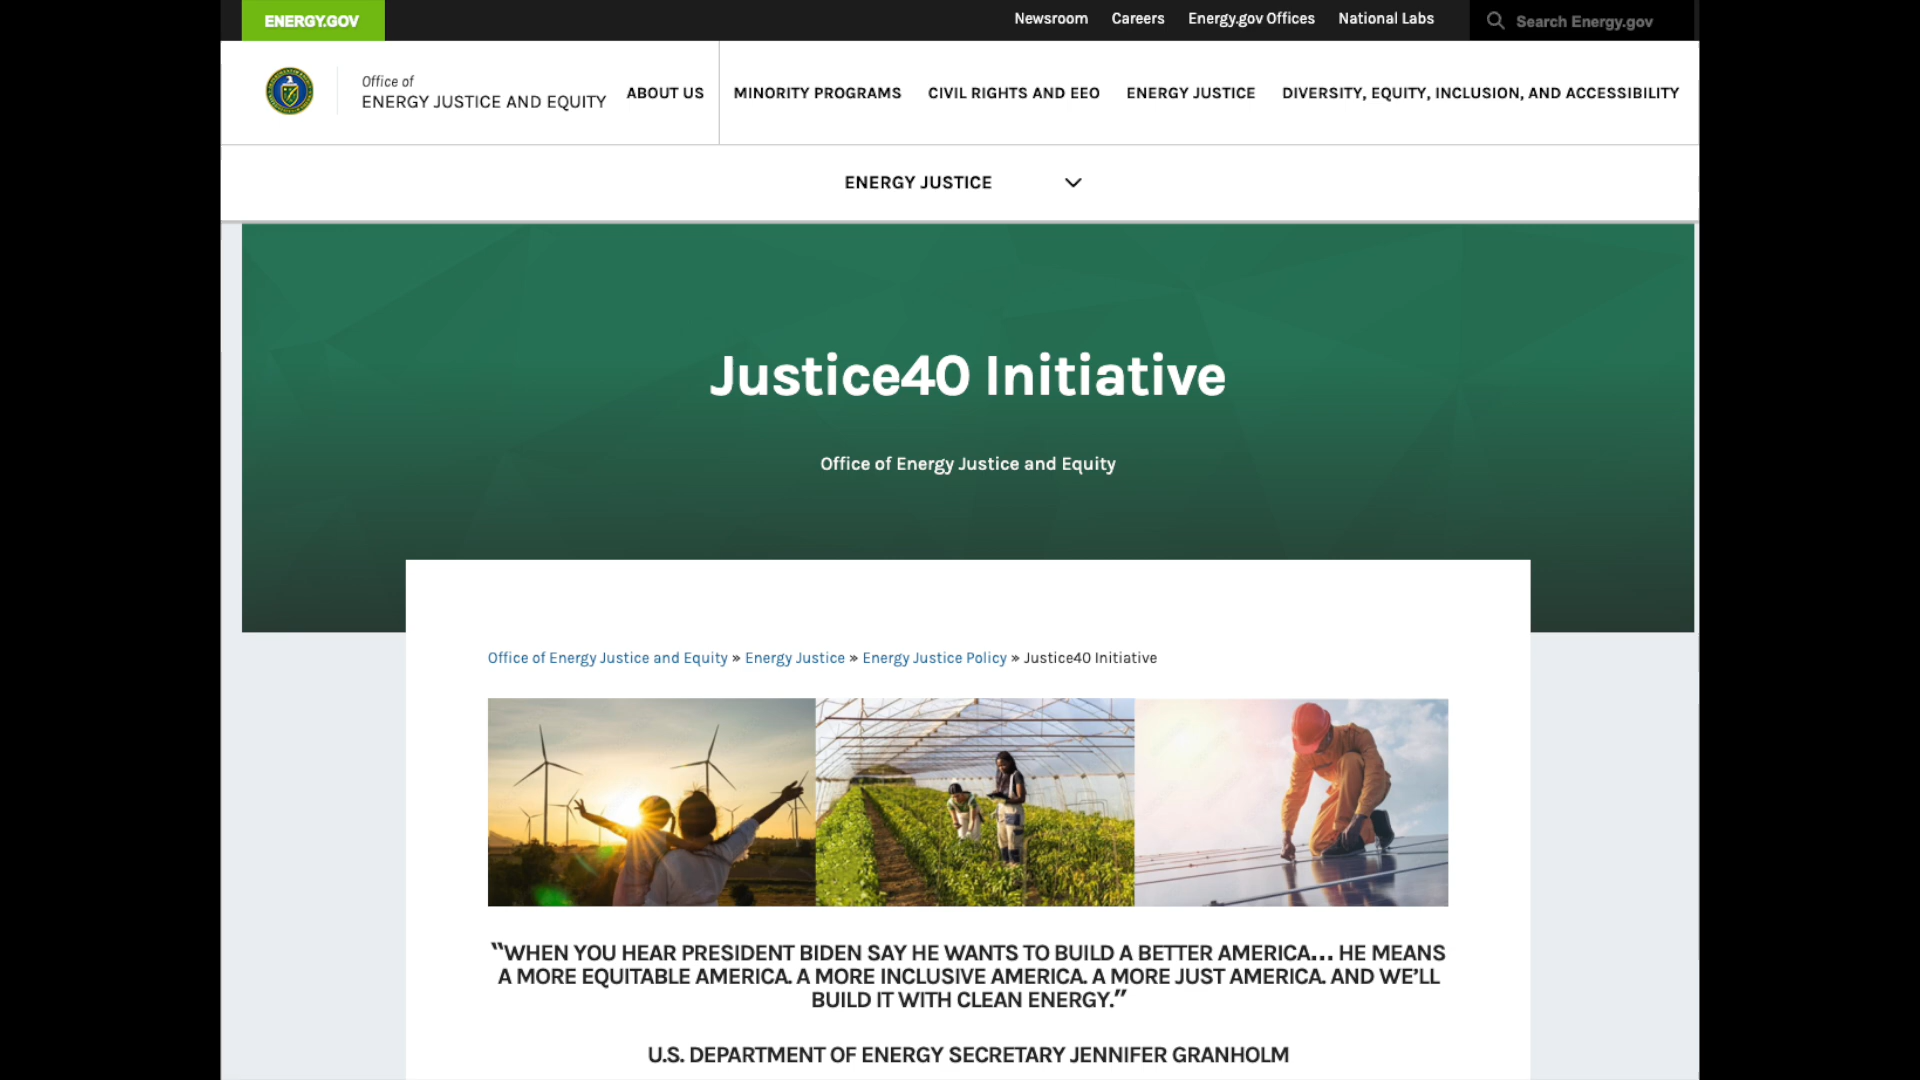 ENERGY.GOV
Newsroom Careers Energy.gov Offices National Labs Search Energy.gov
Office of
ENERGY JUSTICE AND EQUITY
ABOUT US MINORITY PROGRAMS CIVIL RIGHTS AND EEO ENERGY JUSTICE DIVERSITY, EQUITY, INCLUSION, AND ACCESSIBILITY
ENERGY JUSTICE
Justice40 Initiative
Office of Energy Justice and Equity
Office of Energy Justice and Equity » Energy Justice » Energy Justice Policy » Justice40 Initiative
“WHEN YOU HEAR PRESIDENT BIDEN SAY HE WANTS TO BUILD A BETTER AMERICA... HE MEANS
A MORE EQUITABLE AMERICA. A MORE INCLUSIVE AMERICA. A MORE JUST AMERICA. AND WE’LL
BUILD IT WITH CLEAN ENERGY.”
U.S. DEPARTMENT OF ENERGY SECRETARY JENNIFER GRANHOLM